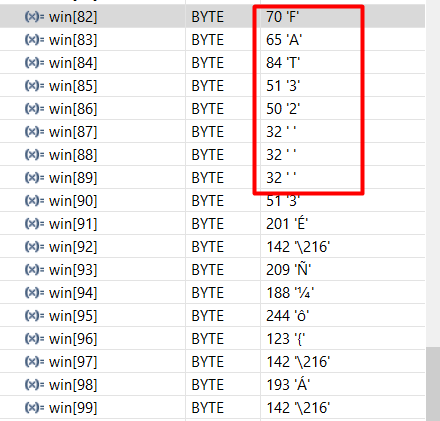 (x)= win[82] BYTE 70 'F'
(x)= win[83] BYTE 65 'A'
(x)= win[84] BYTE 84 'T'
(x)= win[85] BYTE 51 '3'
(x)= win[86] BYTE 50 '2'
(x)= win[87] BYTE 32 ' '
(x)= win[88] BYTE 32 ' '
(x)= win[89] BYTE 32 ' '
(x)= win[90] BYTE 51 '3'
(x)= win[91] BYTE 201 'É'
(x)= win[92] BYTE 142 '\216'
(x)= win[93] BYTE 209 'Ñ'
(x)= win[94] BYTE 188 '¼'
(x)= win[95] BYTE 244 'ô'
(x)= win[96] BYTE 123 '{'
(x)= win[97] BYTE 142 '\216'
(x)= win[98] BYTE 193 'Á'
(x)= win[99] BYTE 142 '\216'